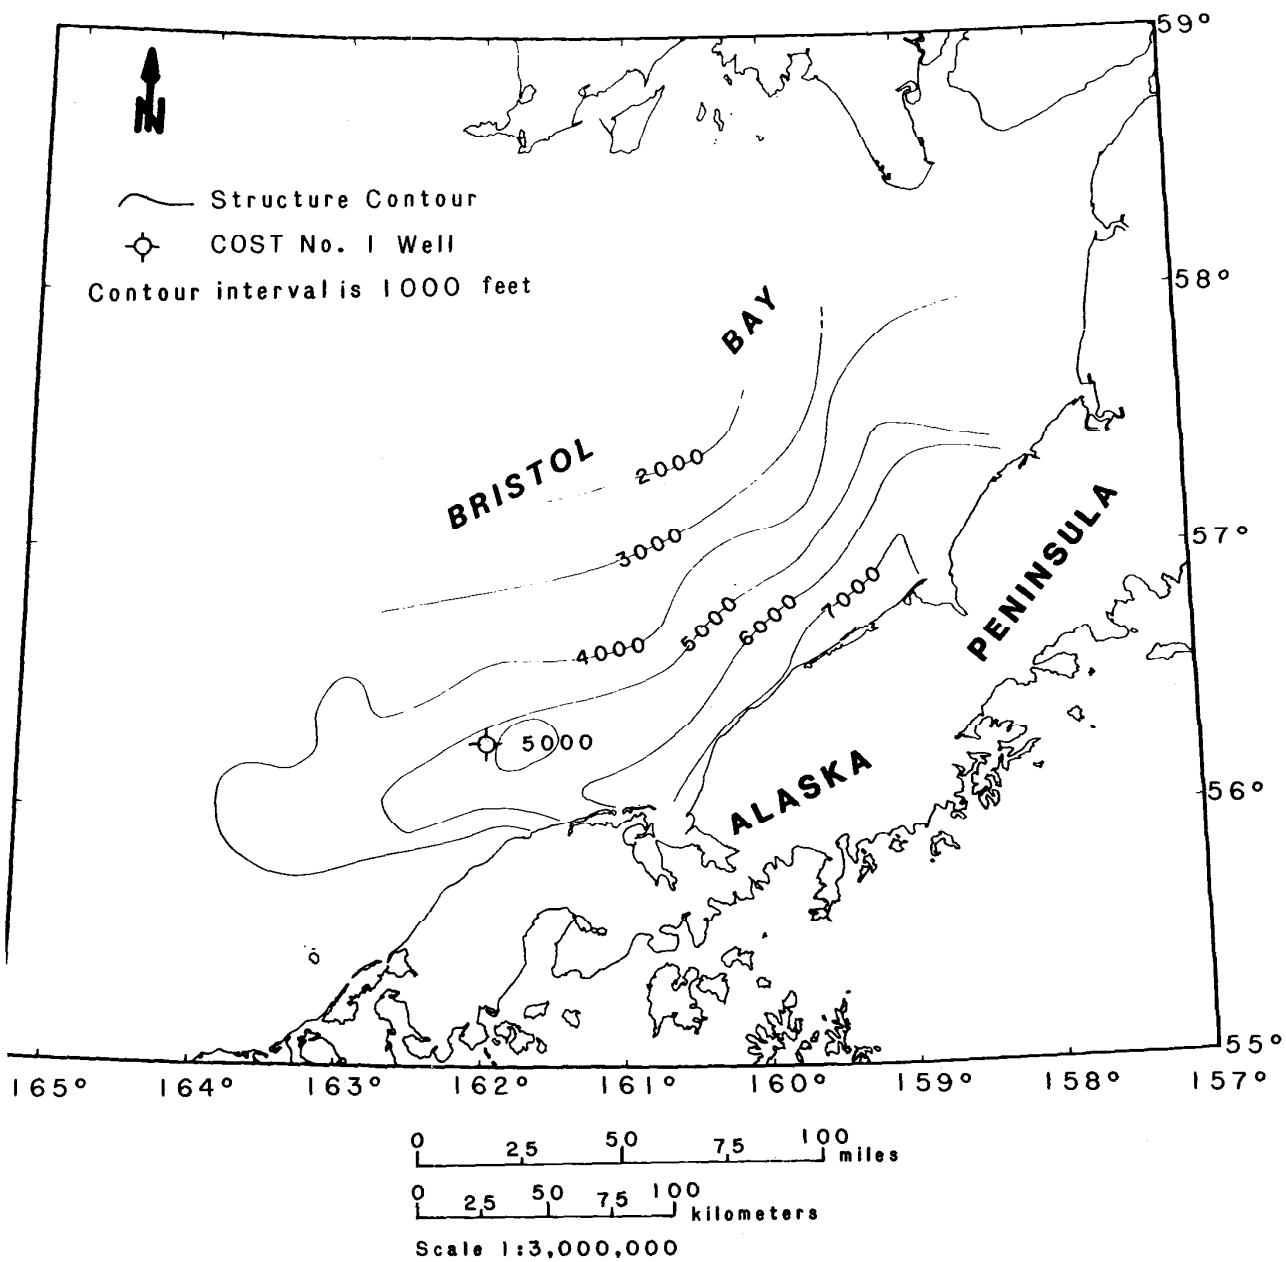 59°
N
Structure Contour
COST No. 1 Well
Contour interval is 1000 feet
58°
BRISTOL BAY
2000
3000
57°
4000
5000
6000
7000
ALASKA PENINSULA
5000
56°
55°
165° 164° 163° 162° 161° 160° 159° 158° 157°
0 25 50 75 100 miles
0 25 50 75 100 kilometers
Scale 1:3,000,000